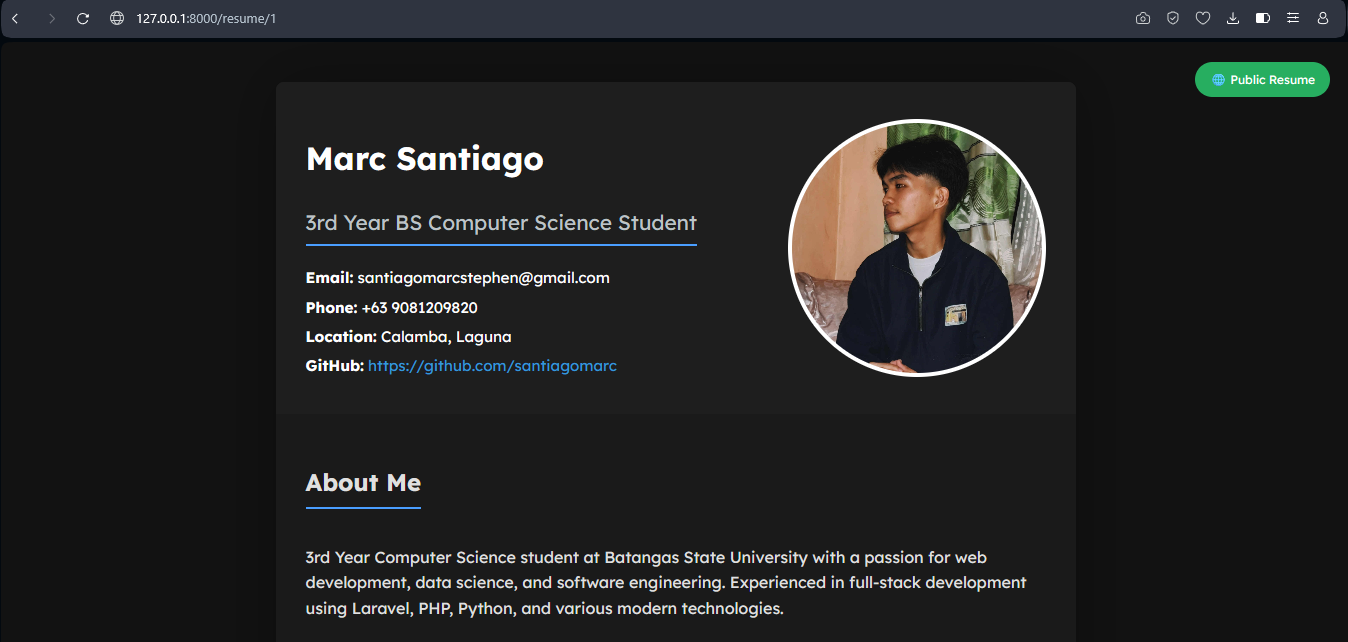 127.0.0.1:8000/resume/1
Public Resume
Marc Santiago
3rd Year BS Computer Science Student
Email: santiagomarcstephen@gmail.com
Phone: +63 9081209820
Location: Calamba, Laguna
GitHub: https://github.com/santiagomarc
About Me
3rd Year Computer Science student at Batangas State University with a passion for web
development, data science, and software engineering. Experienced in full-stack development
using Laravel, PHP, Python, and various modern technologies.